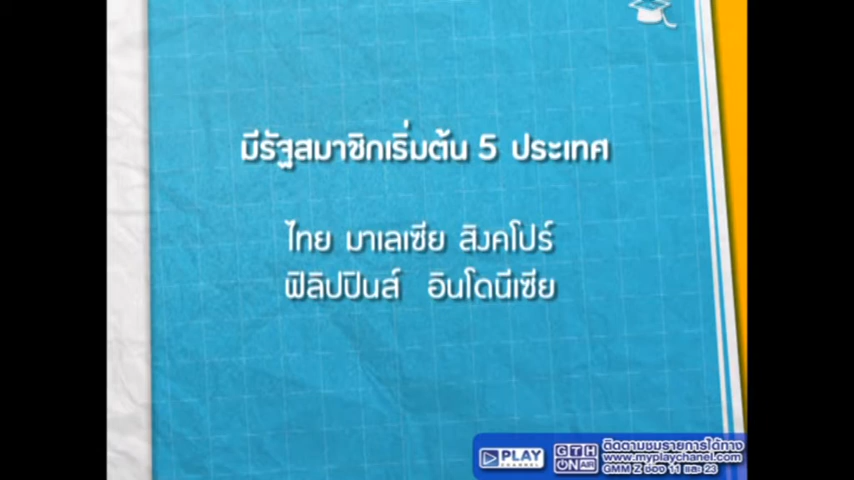 มีรัฐสมาชิกเริ่มต้น 5 ประเทศ
ไทย มาเลเซีย สิงคโปร์
ฟิลิปปินส์ อินโดนีเซีย
PLAY
CHANNEL
GTH
ON AIR
ติดตามชมรายการได้ทาง
www.myplaychanel.com
GMM Z ช่อง 11 และ 23